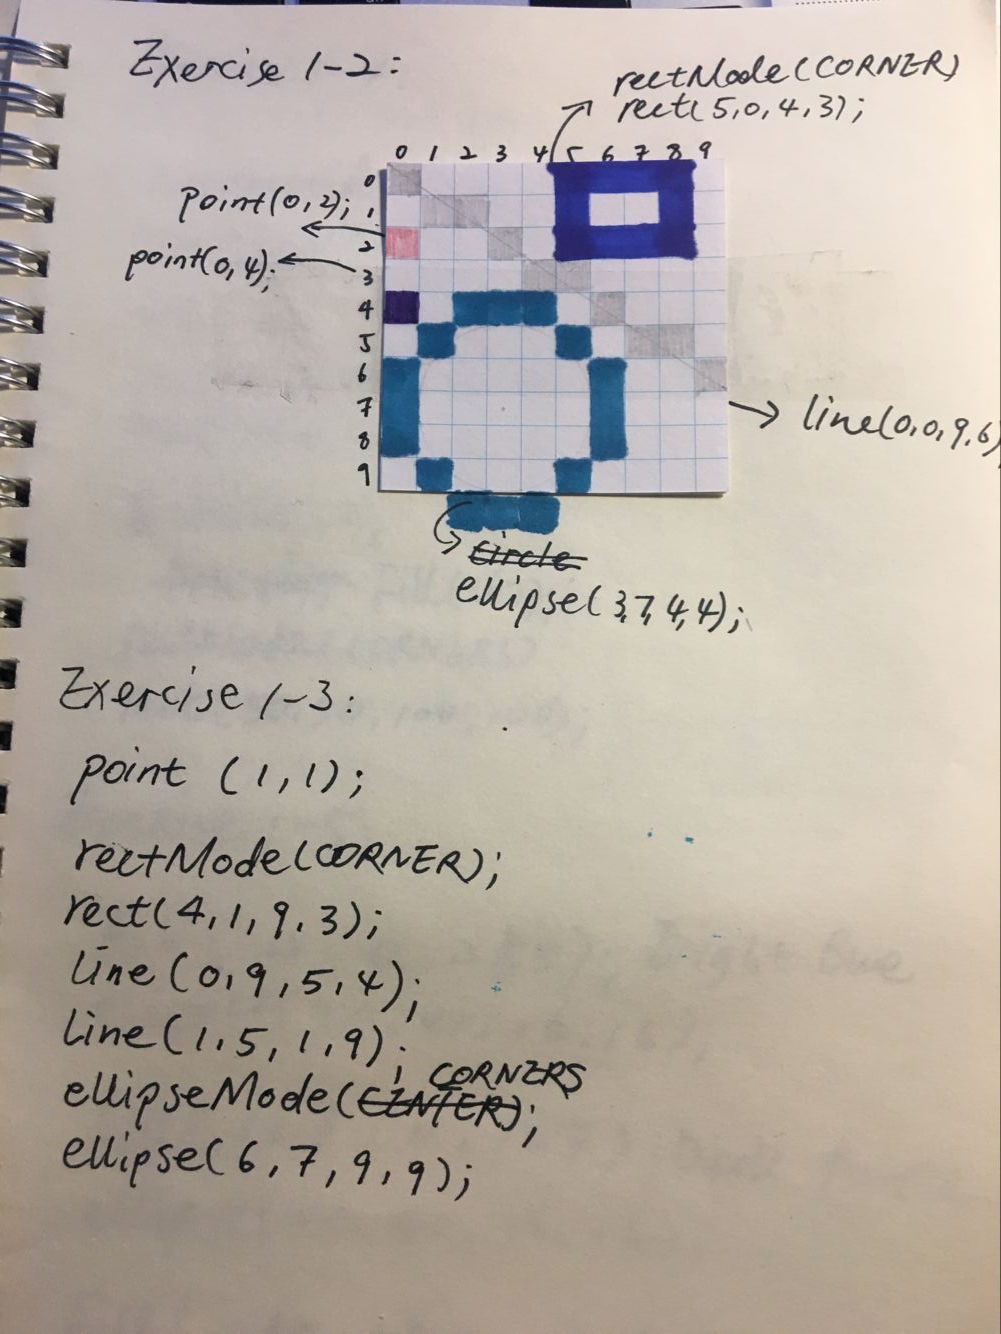 Exercise 1-2:
rectMode(CORNER)
rect(5,0,4,3);
0 1 2 3 4 5 6 7 8 9
0
point(0,2); 1
2
point(0,4); 3
4
5
6
7
8
9
line(0,0,9,6)
circle
ellipse(3,7,4,4);
Exercise 1-3:
point (1,1);
rectMode(CORNER);
rect(4,1,9,3);
line (0,9,5,4);
line(1,5,1,9);
CORNERS
ellipseMode(CENTER);
ellipse(6,7,9,9);